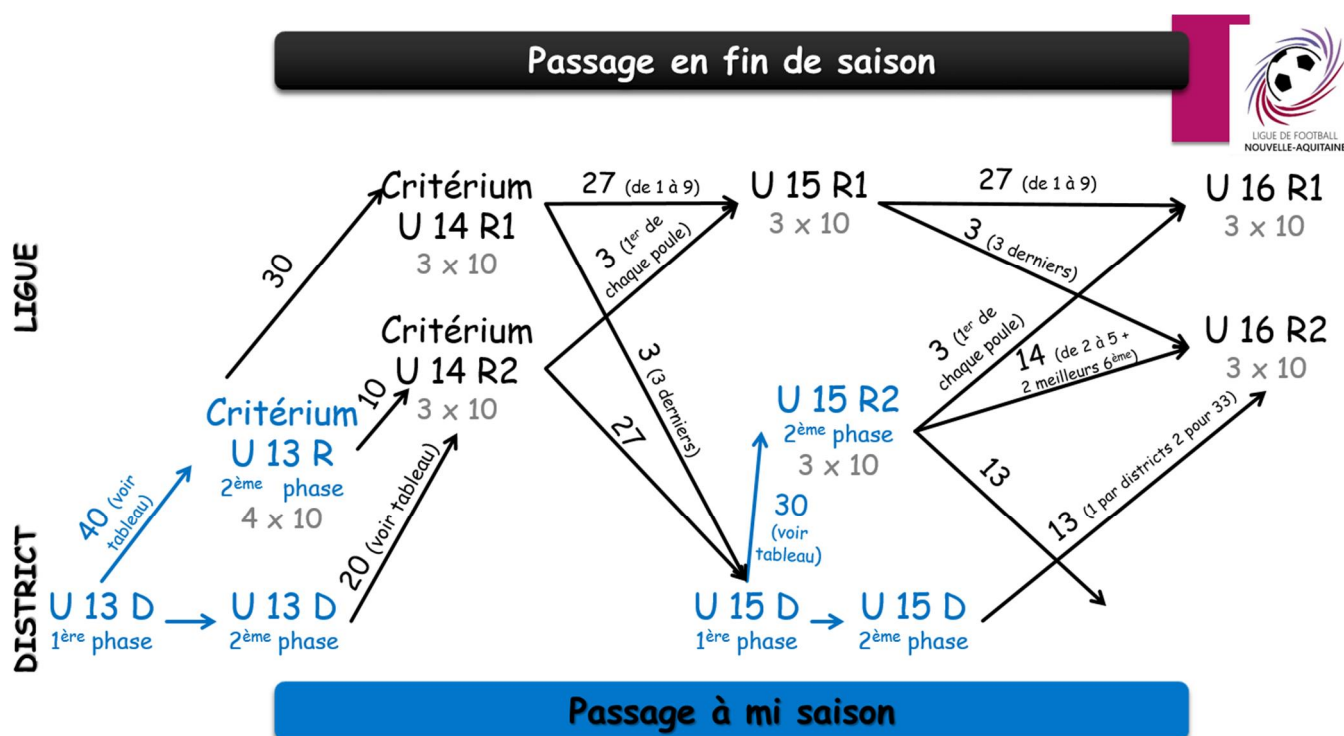 Passage en fin de saison
LIGUE DE FOOTBALL
NOUVELLE-AQUITAINE
LIGUE
Critérium
U 14 R1
3 x 10
27 (de 1 à 9)
U 15 R1
3 x 10
27 (de 1 à 9)
U 16 R1
3 x 10
30
3 (1er de
chaque poule)
3 (3 derniers)
Critérium
U 14 R2
3 x 10
3 (3 derniers)
3 (1er de
chaque poule)
14 (de 2 à 5 +
2 meilleurs 6ème)
U 16 R2
3 x 10
10
27
Critérium
U 13 R
2ème phase
4 x 10
U 15 R2
2ème phase
3 x 10
13
13 (1 par districts 2 pour 33)
DISTRICT
40 (voir
tableau)
20 (voir tableau)
30
(voir
tableau)
U 13 D
1ère phase
U 13 D
2ème phase
U 15 D
1ère phase
U 15 D
2ème phase
Passage à mi saison